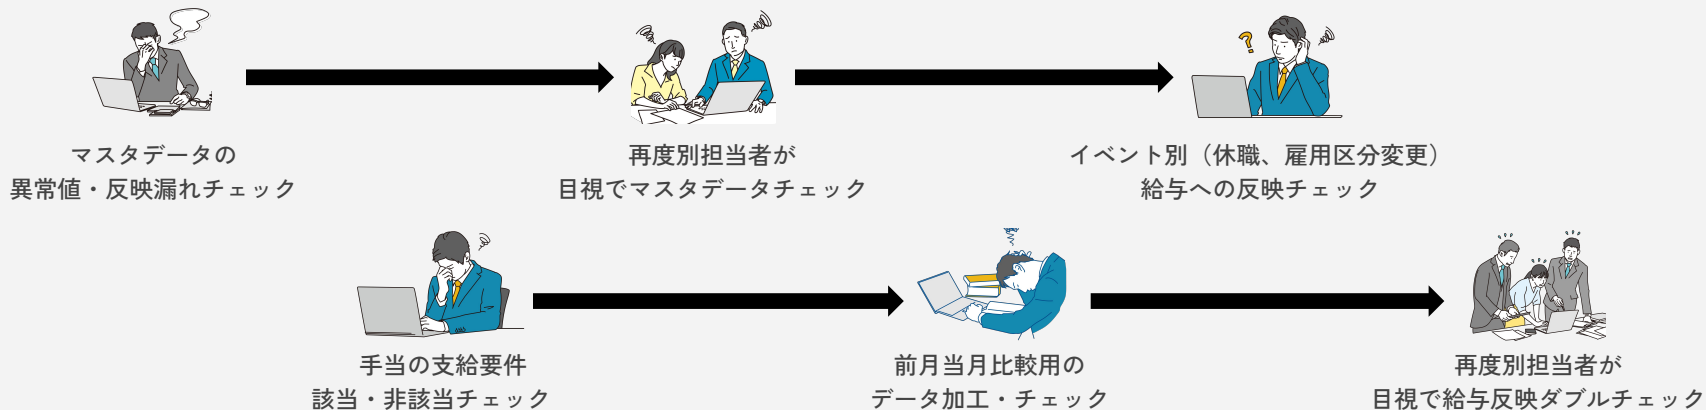 マスタデータの
異常値・反映漏れチェック
再度別担当者が
目視でマスタデータチェック
?
イベント別（休職、雇用区分変更）
給与への反映チェック
手当の支給要件
該当・非該当チェック
前月当月比較用の
データ加工・チェック
再度別担当者が
目視で給与反映ダブルチェック